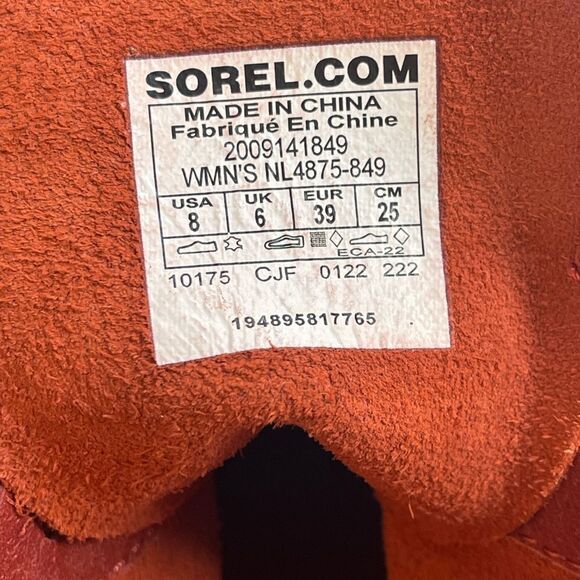 SOREL.COM
MADE IN CHINA
Fabriqué En Chine
2009141849
WMN'S NL4875-849
USA UK EUR CM
8 6 39 25
ECA-22
10175 CJF 0122 222
194895817765